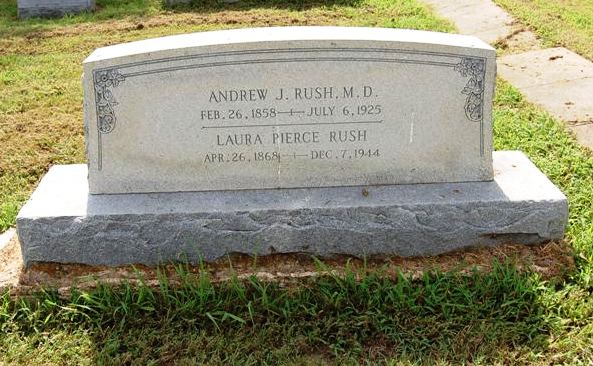 ANDREW J. RUSH, M.D.
FEB. 26, 1858 — JULY 6, 1925
LAURA PIERCE RUSH
APR. 26, 1868 — DEC. 7, 1944